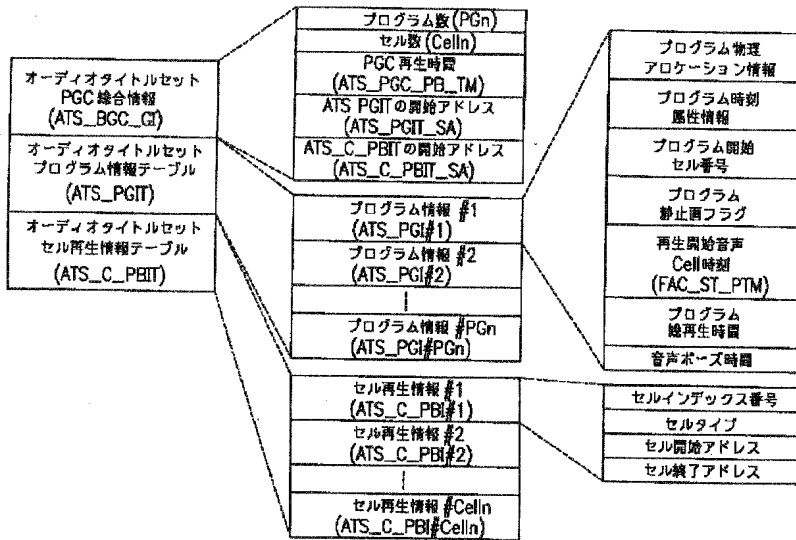 オーディオタイトルセット
PGC 綜合情報
(ATS_BGC_GI)
オーディオタイトルセット
プログラム情報テーブル
(ATS_PGIT)
オーディオタイトルセット
セル再生情報テーブル
(ATS_C_PBIT)
プログラム数(PGn)
セル数(Celln)
PGC 再生時間
(ATS_PGC_PB_TM)
ATS PGITの開始アドレス
(ATS_PGIT_SA)
ATS_C_PBITの開始アドレス
(ATS_C_PBIT_SA)
プログラム情報 #1
(ATS_PGI#1)
プログラム情報 #2
(ATS_PGI#2)
プログラム情報 #PGn
(ATS_PGI#PGn)
セル再生情報 #1
(ATS_C_PBI#1)
セル再生情報 #2
(ATS_C_PBI#2)
セル再生情報 #Celln
(ATS_C_PBI#Celln)
プログラム物理
アロケーション情報
プログラム時刻
属性情報
プログラム開始
セル番号
プログラム
静止画フラグ
再生開始音声
Cell時刻
(FAC_ST_PTM)
プログラム
総再生時間
音声ポーズ時間
セルインデックス番号
セルタイプ
セル開始アドレス
セル終了アドレス